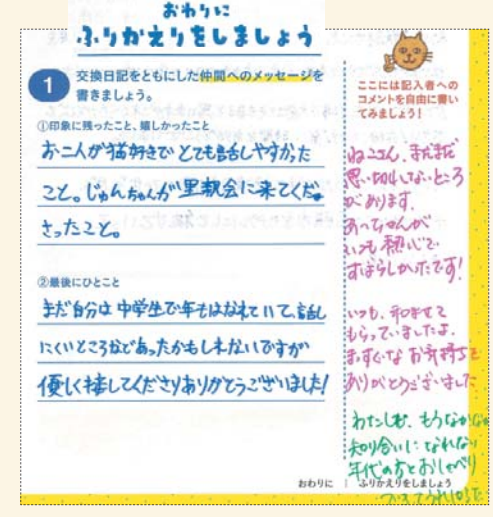 おわりに
ふりかえりをしましょう
1
交換日記をともにした仲間へのメッセージを
書きましょう。
①印象に残ったこと、嬉しかったこと
お二人が猫好きでとても話しやすかった
こと。じゅんちゃんが里親会に来てくだ
さったこと。
②最後にひとこと
まだ自分は中学生で年もはなれていて、話し
にくいところなどあったかもしれないですが
優しく接してくださりありがとうございました!
ここには記入者への
コメントを自由に書い
てみましょう!
ねこさん、まだまだ
ところ
があります。
あっちゃんが
いつも熱心で
すばらしかったです!
いつも、和ませて
もらっていましたよ。
まっすぐな お気持ちを
ありがとうございました
わたしも、もうなかなか
知り合いになれない
年代の方とおしゃべり
できてうれしかった
おわりに | ふりかえりをしましょう